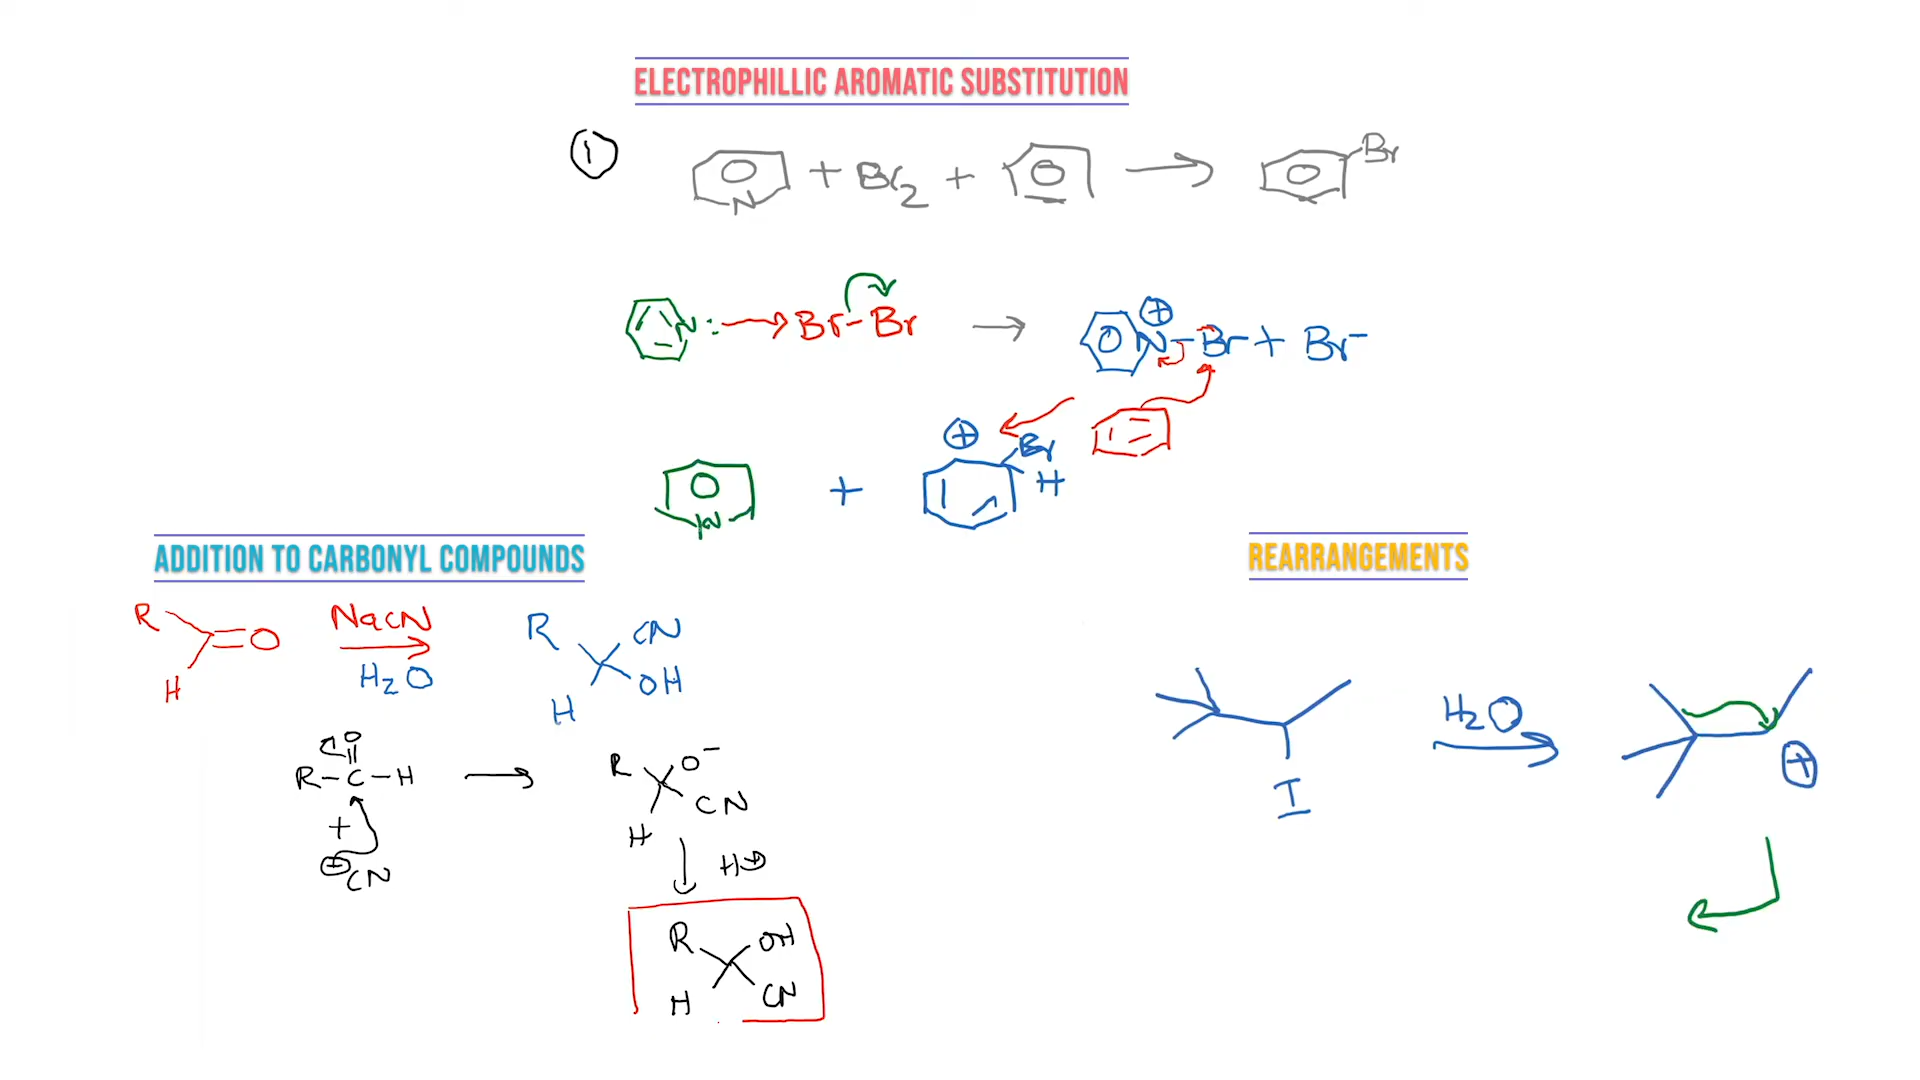 ELECTROPHILLIC AROMATIC SUBSTITUTION
1
N + Br2 + → Br
N: → Br-Br → ⊕ N-Br + Br-
N + ⊕ Br H
ADDITION TO CARBONYL COMPOUNDS
R H =O NaCN H2O R CN OH H
O R-C-H + ⊕CN → R O- CN H
H⊕
R OH H CN
REARRANGEMENTS
I H2O ⊕